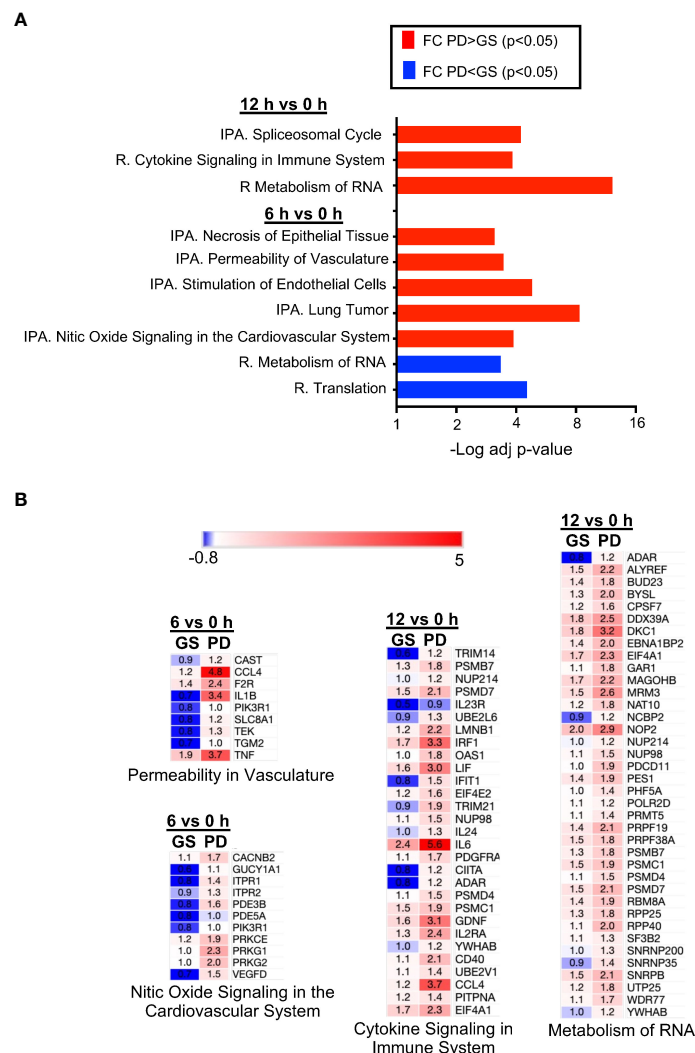 A
FC PD>GS (p<0.05)
FC PD<GS (p<0.05)
12 h vs 0 h
IPA. Spliceosomal Cycle
R. Cytokine Signaling in Immune System
R Metabolism of RNA
6 h vs 0 h
IPA. Necrosis of Epithelial Tissue
IPA. Permeability of Vasculature
IPA. Stimulation of Endothelial Cells
IPA. Lung Tumor
IPA. Nitic Oxide Signaling in the Cardiovascular System
R. Metabolism of RNA
R. Translation
1 2 4 8 16
-Log adj p-value
B
-0.8 5
6 vs 0 h
GS PD
0.9 1.2 CAST
1.2 4.8 CCL4
1.4 2.4 F2R
0.7 3.4 IL1B
0.8 1.0 PIK3R1
0.8 1.2 SLC8A1
0.8 1.3 TEK
0.7 1.0 TGM2
1.9 3.7 TNF
Permeability in Vasculature
6 vs 0 h
GS PD
1.1 1.7 CACNB2
1.1 GUCY1A1
1.4 ITPR1
0.9 1.3 ITPR2
0.8 1.6 PDE3B
0.8 1.0 PDE5A
0.8 1.0 PIK3R1
1.2 1.9 PRKCE
1.0 2.3 PRKG1
1.0 2.0 PRKG2
0.7 1.5 VEGFD
Nitic Oxide Signaling in the
Cardiovascular System
12 vs 0 h
GS PD
0.8 1.2 TRIM14
1.3 1.8 PSMB7
1.0 1.2 NUP214
1.5 2.1 PSMD7
0.8 0.9 IL23R
0.9 1.3 UBE2L6
1.2 2.2 LMNB1
1.7 3.3 IRF1
1.0 1.8 OAS1
1.6 3.0 LIF
0.8 1.5 IFIT1
1.2 1.6 EIF4E2
0.9 1.9 TRIM21
1.1 1.5 NUP98
1.0 1.3 IL24
2.4 5.8 IL6
1.1 1.7 PDGFRA
0.8 1.2 CIITA
0.8 1.2 ADAR
1.1 1.5 PSMD4
1.5 1.9 PSMC1
1.6 3.1 GDNF
1.3 2.4 IL2RA
1.0 1.2 YWHAB
1.1 2.1 CD40
1.1 1.4 UBE2V1
1.2 3.7 CCL4
1.2 1.4 PITPNA
1.7 2.3 EIF4A1
Cytokine Signaling in
Immune System
12 vs 0 h
GS PD
0.8 1.2 ADAR
1.5 2.2 ALYREF
1.4 1.8 BUD23
1.3 2.0 BYSL
1.2 1.6 CPSF7
1.8 2.5 DDX39A
1.8 3.2 DKC1
1.4 2.0 EBNA1BP2
1.7 2.3 EIF4A1
1.1 1.8 GAR1
1.7 2.2 MAGOHB
1.5 2.6 MRM3
1.2 1.8 NAT10
0.9 1.2 NCBP2
2.0 2.9 NOP2
1.0 1.2 NUP214
1.1 1.5 NUP98
1.0 1.9 PDCD11
1.4 1.9 PES1
1.0 1.4 PHF5A
1.1 1.2 POLR2D
1.1 1.4 PRMT5
1.4 2.1 PRPF19
1.5 1.8 PRPF38A
1.3 1.8 PSMB7
1.5 1.9 PSMC1
1.1 1.5 PSMD4
1.5 2.1 PSMD7
1.4 1.9 RBM8A
1.3 1.8 RPP25
1.1 2.0 RPP40
1.1 1.3 SF3B2
1.0 1.3 SNRNP200
0.9 1.4 SNRNP35
1.5 2.1 SNRPB
1.2 1.8 UTP25
1.1 1.7 WDR77
1.0 1.2 YWHAB
Metabolism of RNA